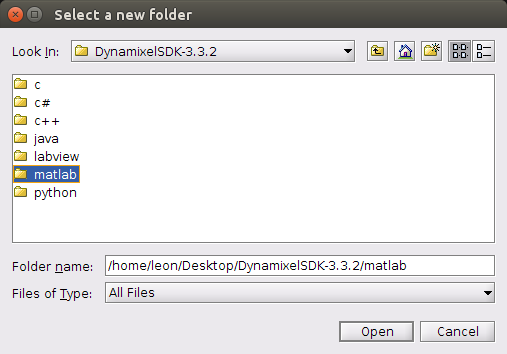 Select a new folder
Look In: DynamixelSDK-3.3.2
c
c#
c++
java
labview
matlab
python
Folder name: /home/leon/Desktop/DynamixelSDK-3.3.2/matlab
Files of Type: All Files
Open Cancel